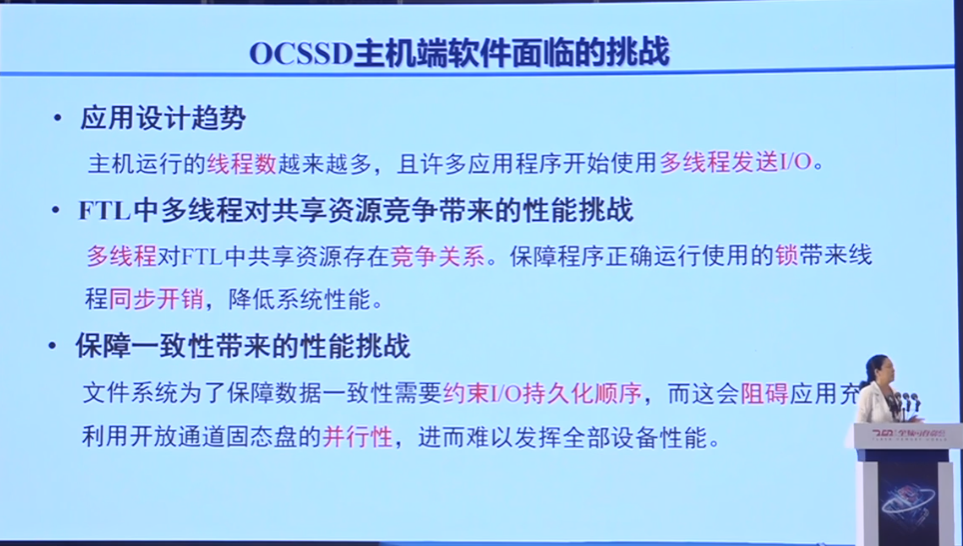 OCSSD主机端软件面临的挑战
• 应用设计趋势
主机运行的线程数越来越多，且许多应用程序开始使用多线程发送I/O。
• FTL中多线程对共享资源竞争带来的性能挑战
多线程对FTL中共享资源存在竞争关系。保障程序正确运行使用的锁带来线
程同步开销，降低系统性能。
• 保障一致性带来的性能挑战
文件系统为了保障数据一致性需要约束I/O持久化顺序，而这会阻碍应用充
利用开放通道固态盘的并行性，进而难以发挥全部设备性能。